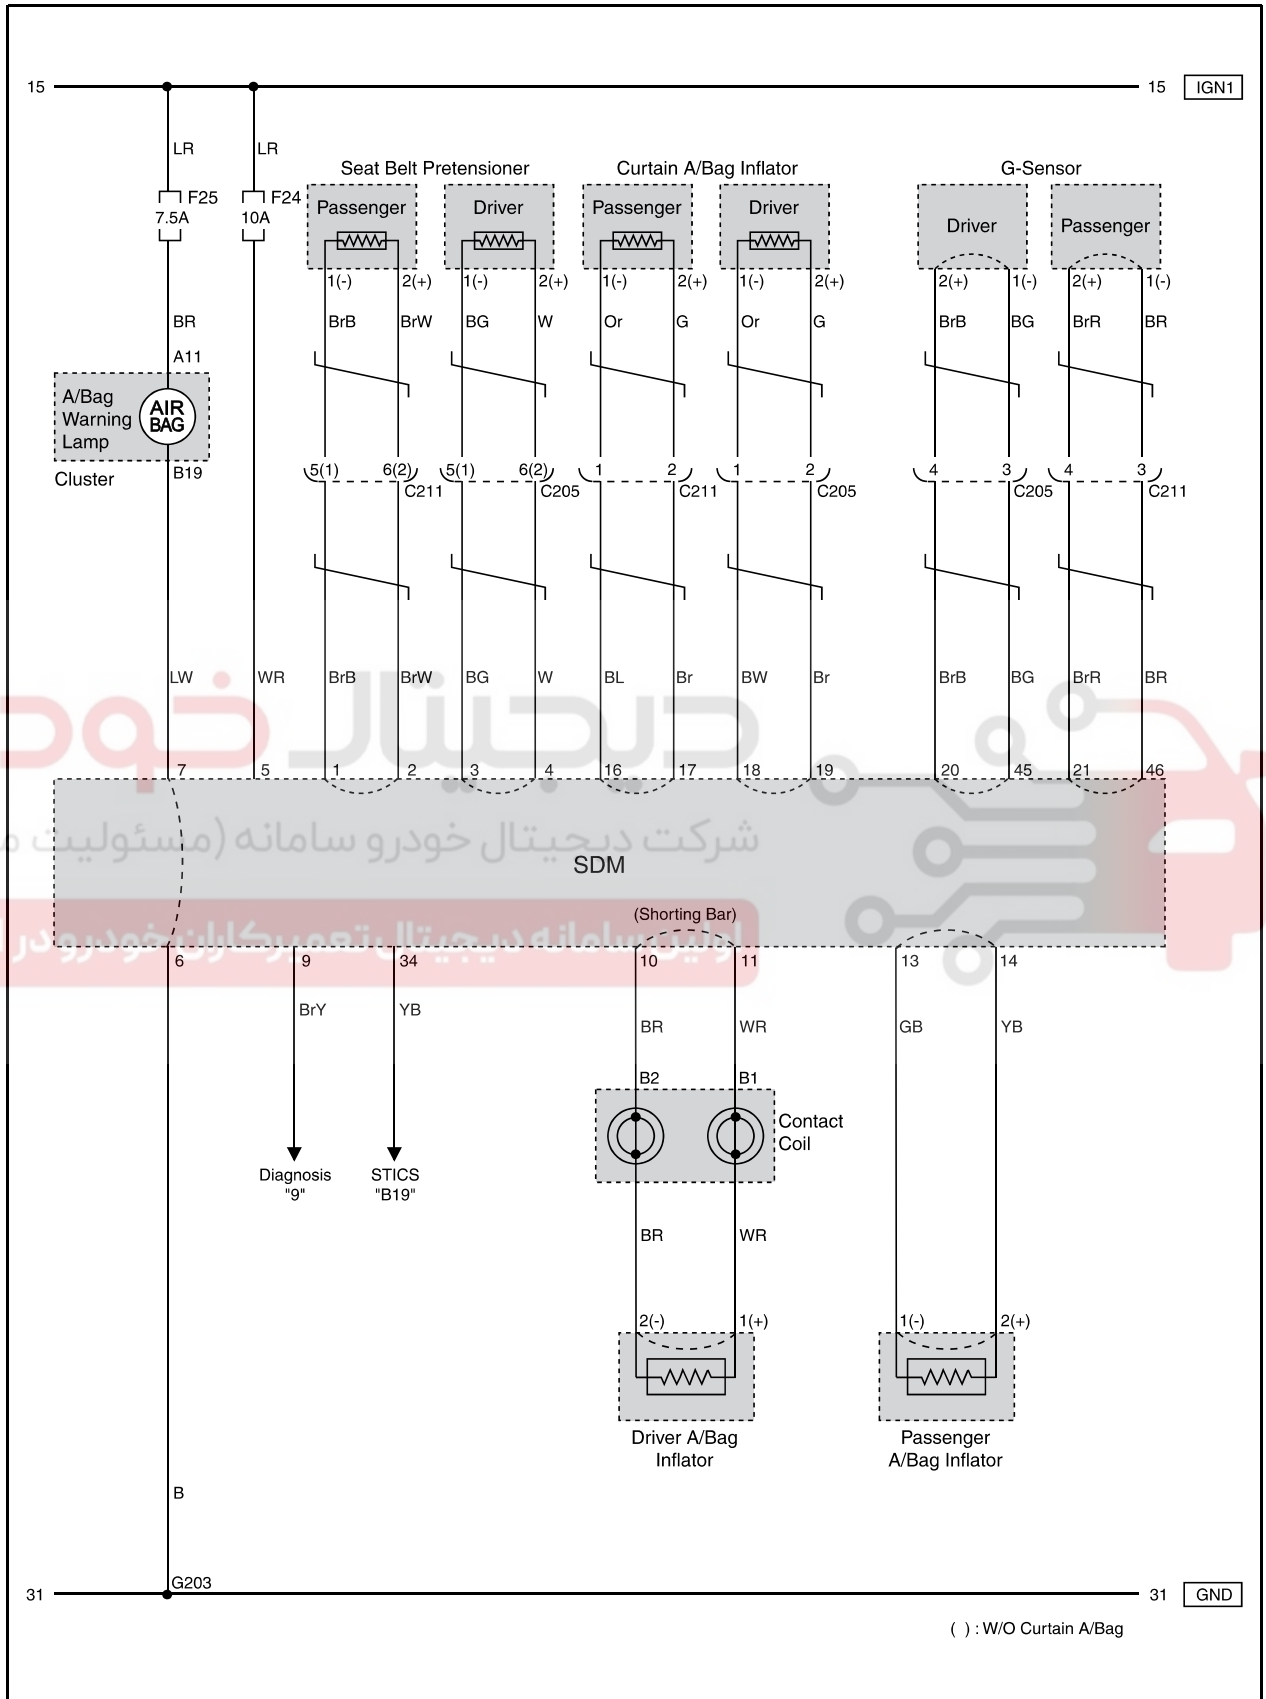 15 15 IGN1
LR LR
Seat Belt Pretensioner Curtain A/Bag Inflator G-Sensor
F25 F24
7.5A 10A
Passenger Driver Passenger Driver Driver Passenger
1(-) 2(+) 1(-) 2(+) 1(-) 2(+) 1(-) 2(+) 2(+) 1(-) 2(+) 1(-)
BR BrB BrW BG W Or G Or G BrB BG BrR BR
A11
A/Bag
Warning
Lamp
AIR
BAG
Cluster
B19
5(1) 6(2) 5(1) 6(2) 1 2 1 2 4 3 4 3
C211 C205 C211 C205 C205 C211
LW WR BrB BrW BG W BL Br BW Br BrB BG BrR BR
دیجیتال خود
7 5 1 2 3 4 16 17 18 19 20 45 21 46
شرکت دیجیتال خودرو سامانه (مسئولیت
SDM
(Shorting Bar)
اولین سامانه دیجیتال تعمیرکاران خودرو در
6 9 34 10 11 13 14
BrY YB
BR WR GB YB
B2 B1
Contact
Coil
Diagnosis
"9"
STICS
"B19"
BR WR
2(-) 1(+) 1(-) 2(+)
Driver A/Bag
Inflator
Passenger
A/Bag Inflator
B
G203
31 31 GND
( ) : W/O Curtain A/Bag